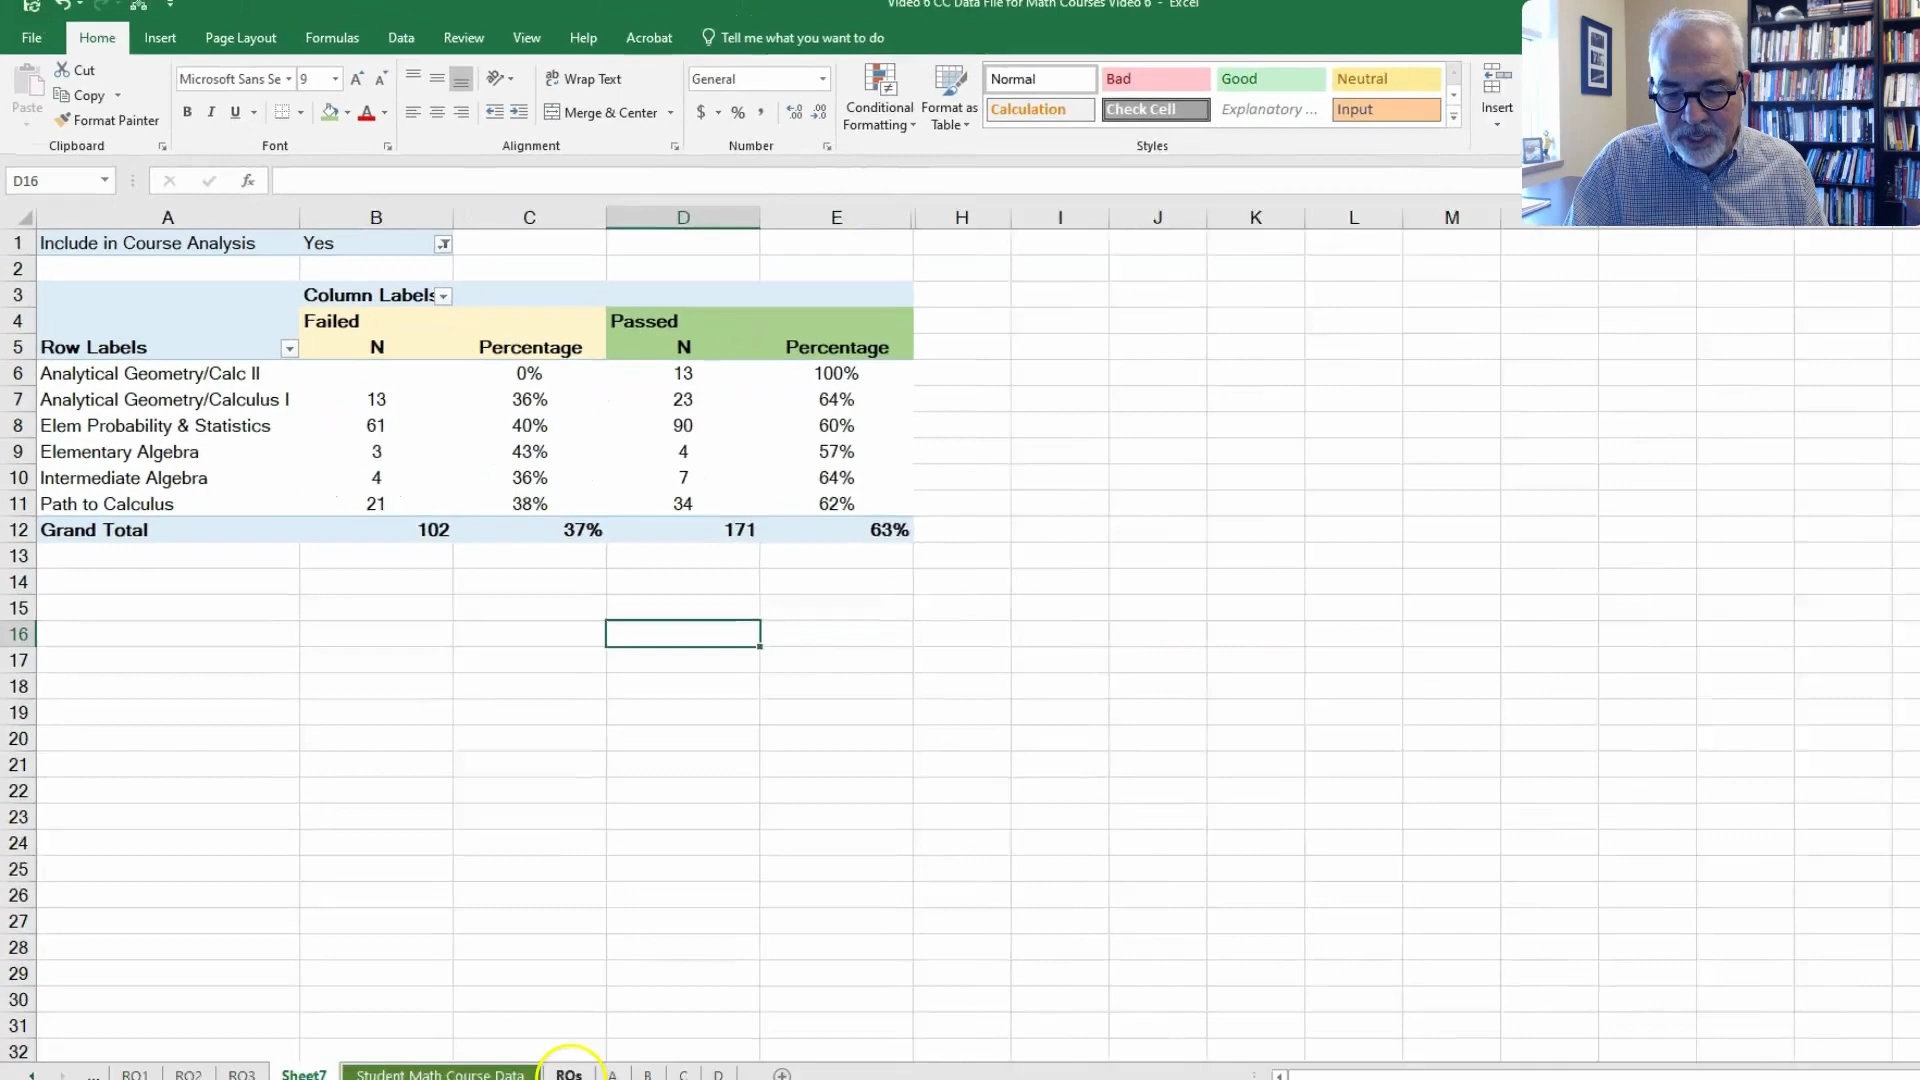 Video 6 CC Data File for Math Courses Video 6 - Excel
File Home Insert Page Layout Formulas Data Review View Help Acrobat Tell me what you want to do
Paste
Cut
Copy
Format Painter
Clipboard
Microsoft Sans Se 9
B I U
Font
Wrap Text
Merge & Center
Alignment
General
$ % ,
Number
Conditional Formatting
Format as Table
Normal Bad Good Neutral
Calculation Check Cell Explanatory ... Input
Styles
Insert
D16 fx
A B C D E H I J K L M
1 Include in Course Analysis Yes
2
3 Column Labels
4 Failed Passed
5 Row Labels N Percentage N Percentage
6 Analytical Geometry/Calc II 0% 13 100%
7 Analytical Geometry/Calculus I 13 36% 23 64%
8 Elem Probability & Statistics 61 40% 90 60%
9 Elementary Algebra 3 43% 4 57%
10 Intermediate Algebra 4 36% 7 64%
11 Path to Calculus 21 38% 34 62%
12 Grand Total 102 37% 171 63%
13
14
15
16
17
18
19
20
21
22
23
24
25
26
27
28
29
30
31
32
... RQ1 RQ2 RQ3 Sheet7 Student Math Course Data RQs A B C D